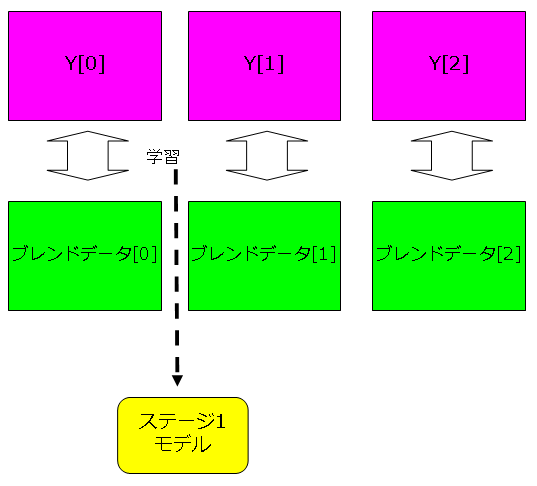 Y[0]
Y[1]
Y[2]
学習
ブレンドデータ[0]
ブレンドデータ[1]
ブレンドデータ[2]
ステージ1
モデル